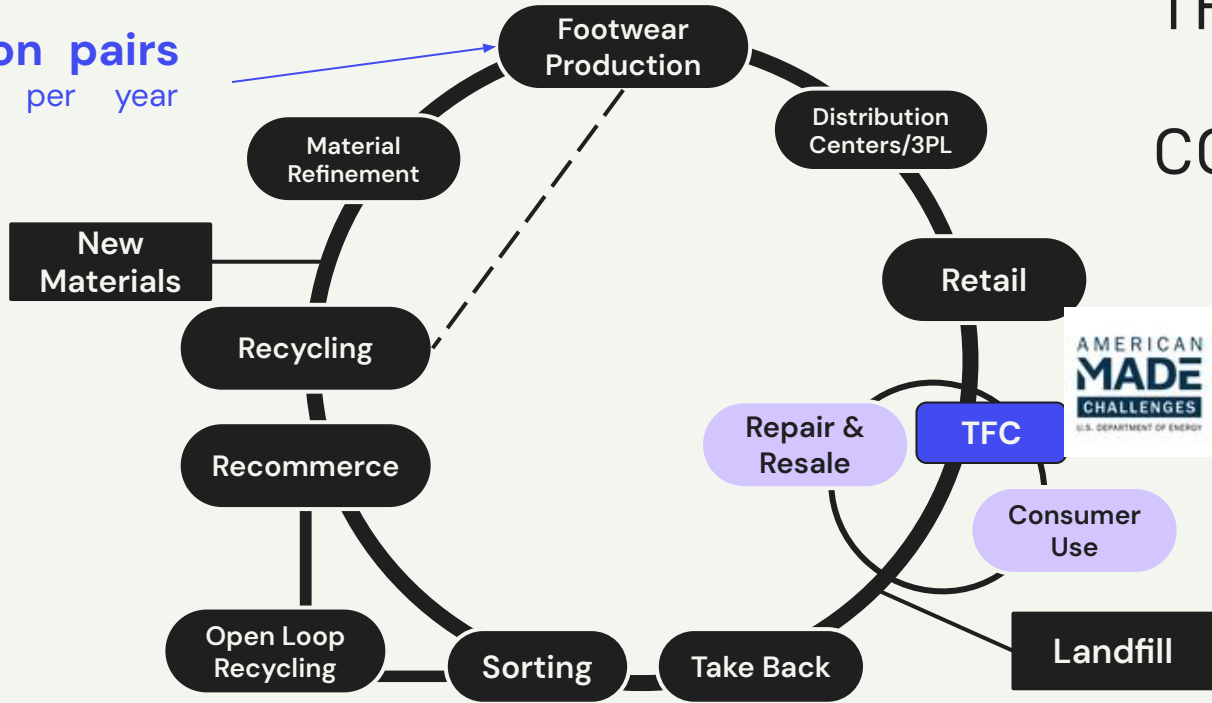 Footwear
Production
pairs
per year
Distribution
Centers/3PL
Material
Refinement
New
Materials
Retail
Recycling
AMERICAN
MADE
CHALLENGES
U.S. DEPARTMENT OF ENERGY
Repair &
Resale
TFC
Recommerce
Consumer
Use
Open Loop
Recycling
Sorting
Take Back
Landfill